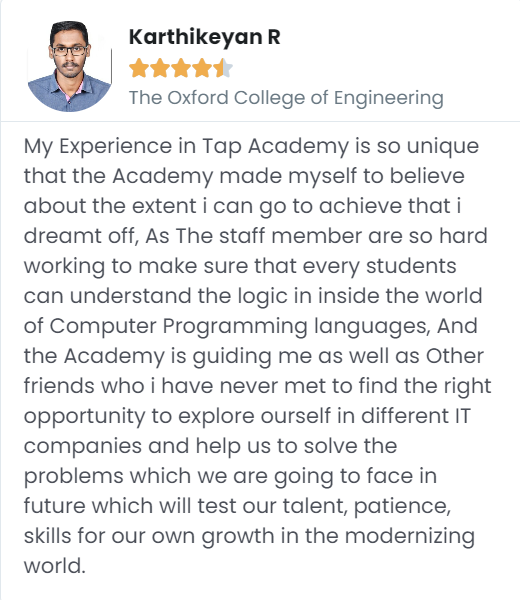 Karthikeyan R
The Oxford College of Engineering
My Experience in Tap Academy is so unique
that the Academy made myself to believe
about the extent i can go to achieve that i
dreamt off, As The staff member are so hard
working to make sure that every students
can understand the logic in inside the world
of Computer Programming languages, And
the Academy is guiding me as well as Other
friends who i have never met to find the right
opportunity to explore ourself in different IT
companies and help us to solve the
problems which we are going to face in
future which will test our talent, patience,
skills for our own growth in the modernizing
world.